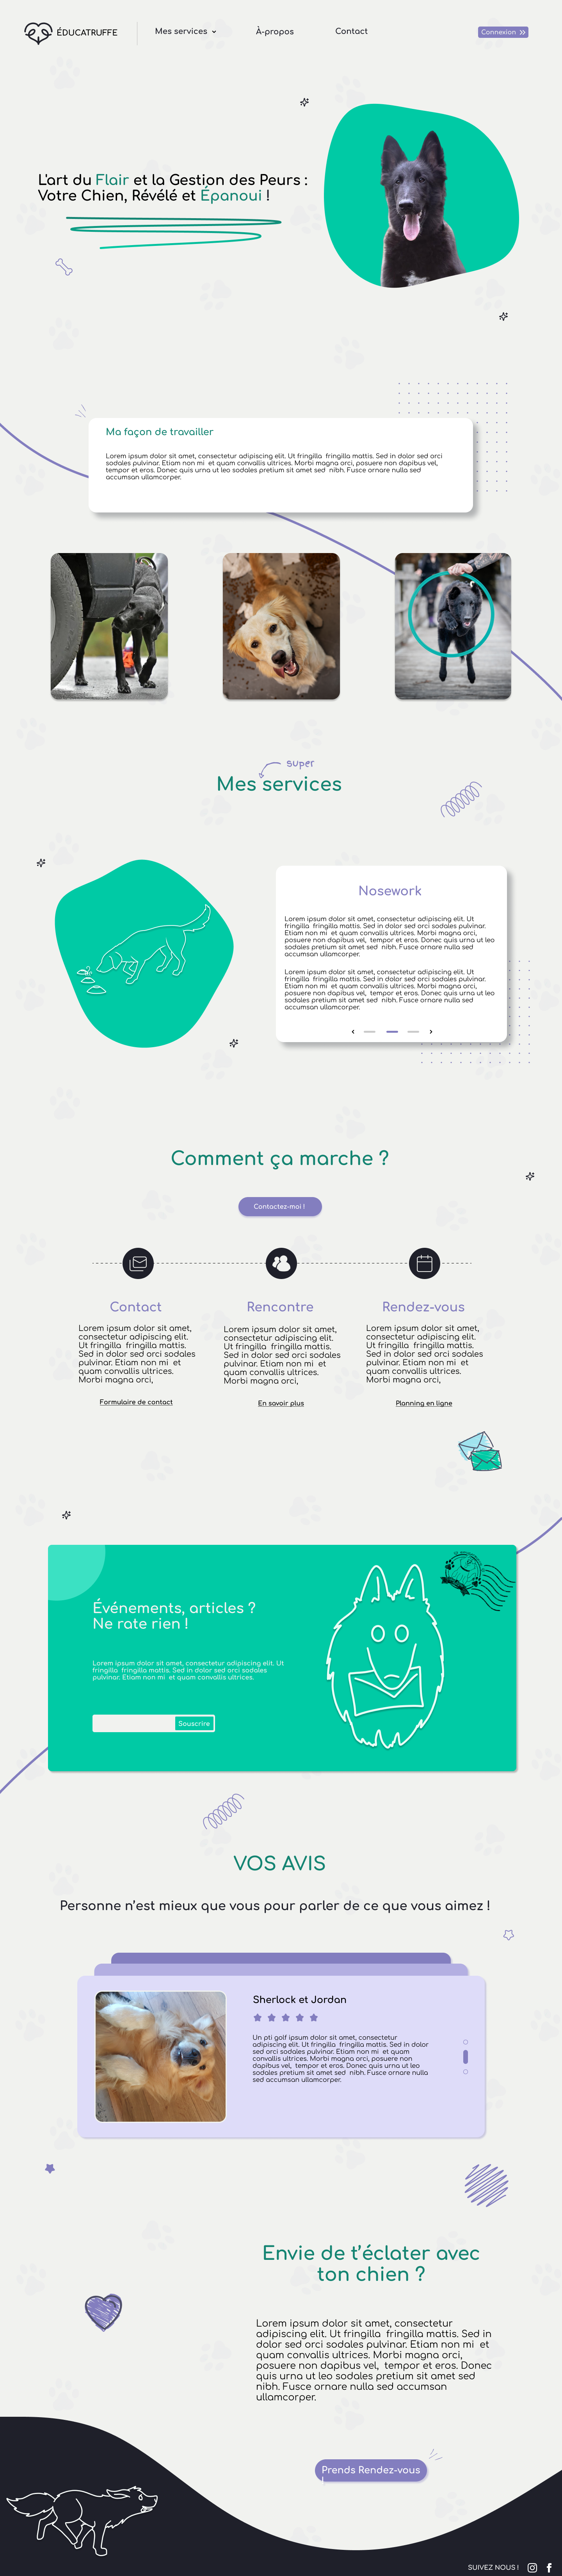 ÉDUCATRUFFE
Mes services
À-propos
Contact
Connexion
L'art du Flair et la Gestion des Peurs :
Votre Chien, Révélé et Épanoui !
Ma façon de travailler
Lorem ipsum dolor sit amet, consectetur adipiscing elit. Ut fringilla fringilla mattis. Sed in dolor sed orci
sodales pulvinar. Etiam non mi et quam convallis ultrices. Morbi magna orci, posuere non dapibus vel,
tempor et eros. Donec quis urna ut leo sodales pretium sit amet sed nibh. Fusce ornare nulla sed
accumsan ullamcorper.
super
Mes services
Nosework
Lorem ipsum dolor sit amet, consectetur adipiscing elit. Ut
fringilla fringilla mattis. Sed in dolor sed orci sodales pulvinar.
Etiam non mi et quam convallis ultrices. Morbi magna orci,
posuere non dapibus vel, tempor et eros. Donec quis urna ut leo
sodales pretium sit amet sed nibh. Fusce ornare nulla sed
accumsan ullamcorper.
Lorem ipsum dolor sit amet, consectetur adipiscing elit. Ut
fringilla fringilla mattis. Sed in dolor sed orci sodales pulvinar.
Etiam non mi et quam convallis ultrices. Morbi magna orci,
posuere non dapibus vel, tempor et eros. Donec quis urna ut leo
sodales pretium sit amet sed nibh. Fusce ornare nulla sed
accumsan ullamcorper.
Comment ça marche ?
Contactez-moi !
Contact
Lorem ipsum dolor sit amet,
consectetur adipiscing elit.
Ut fringilla fringilla mattis.
Sed in dolor sed orci sodales
pulvinar. Etiam non mi et
quam convallis ultrices.
Morbi magna orci,
Formulaire de contact
Rencontre
Lorem ipsum dolor sit amet,
consectetur adipiscing elit.
Ut fringilla fringilla mattis.
Sed in dolor sed orci sodales
pulvinar. Etiam non mi et
quam convallis ultrices.
Morbi magna orci,
En savoir plus
Rendez-vous
Lorem ipsum dolor sit amet,
consectetur adipiscing elit.
Ut fringilla fringilla mattis.
Sed in dolor sed orci sodales
pulvinar. Etiam non mi et
quam convallis ultrices.
Morbi magna orci,
Planning en ligne
Événements, articles ?
Ne rate rien !
Lorem ipsum dolor sit amet, consectetur adipiscing elit. Ut
fringilla fringilla mattis. Sed in dolor sed orci sodales
pulvinar. Etiam non mi et quam convallis ultrices.
Souscrire
VOS AVIS
Personne n'est mieux que vous pour parler de ce que vous aimez !
Sherlock et Jordan
Un pti golf ipsum dolor sit amet, consectetur
adipiscing elit. Ut fringilla fringilla mattis. Sed in dolor
sed orci sodales pulvinar. Etiam non mi et quam
convallis ultrices. Morbi magna orci, posuere non
dapibus vel, tempor et eros. Donec quis urna ut leo
sodales pretium sit amet sed nibh. Fusce ornare nulla
sed accumsan ullamcorper.
Envie de t'éclater avec
ton chien ?
Lorem ipsum dolor sit amet, consectetur
adipiscing elit. Ut fringilla fringilla mattis. Sed in
dolor sed orci sodales pulvinar. Etiam non mi et
quam convallis ultrices. Morbi magna orci,
posuere non dapibus vel, tempor et eros. Donec
quis urna ut leo sodales pretium sit amet sed
nibh. Fusce ornare nulla sed accumsan
ullamcorper.
Prends Rendez-vous
SUIVEZ NOUS !